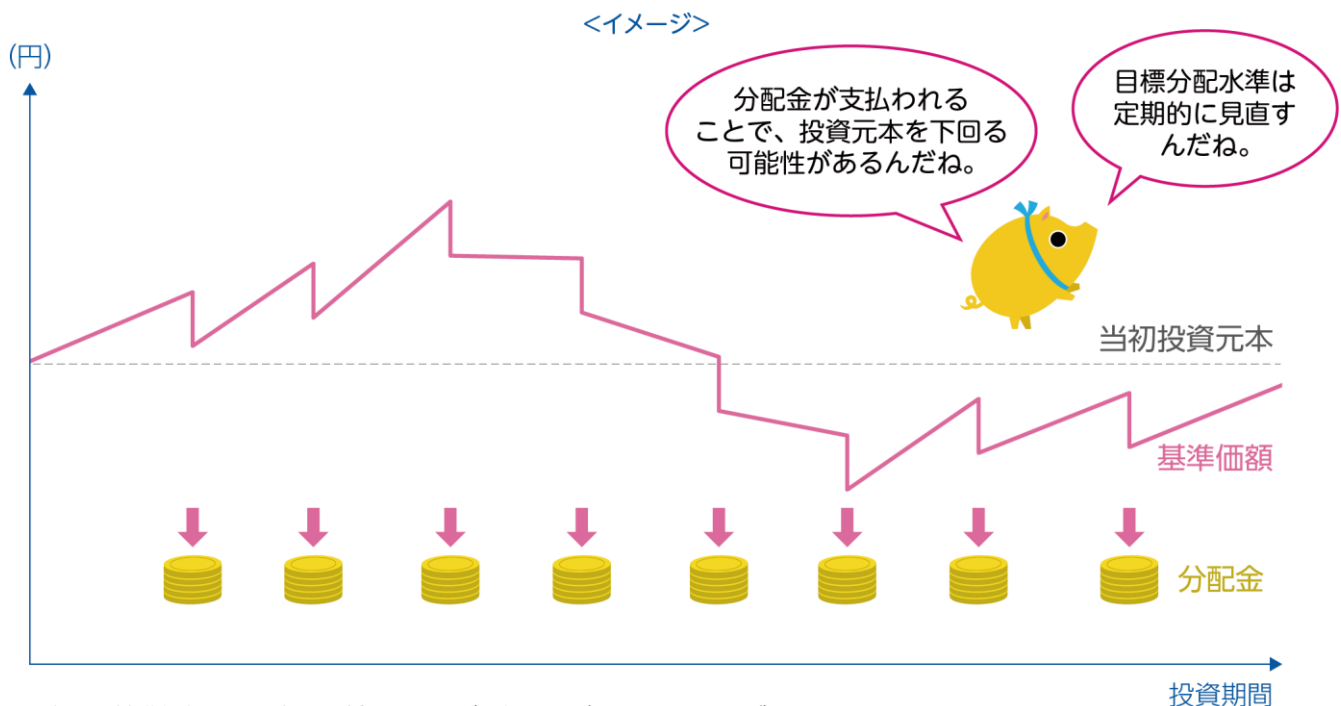 <イメージ>
(円)
分配金が支払われる
ことで、投資元本を下回る
可能性があるんだね。
目標分配水準は
定期的に見直す
んだね。
当初投資元本
基準価額
分配金
投資期間